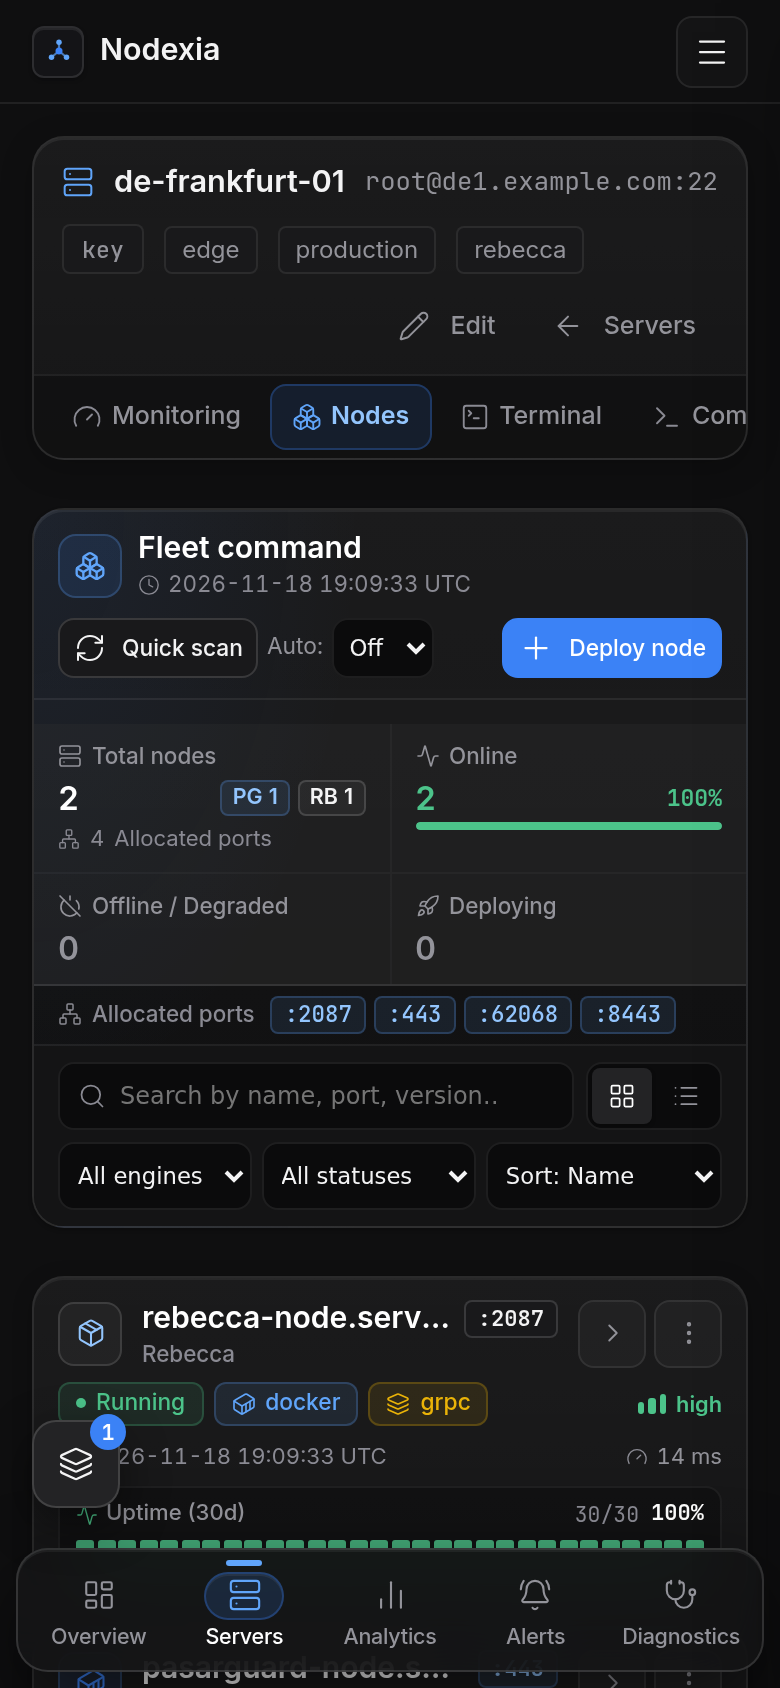 Nodexia
de-frankfurt-01 root@de1.example.com:22
key edge production rebecca
Edit Servers
Monitoring Nodes Terminal Com
Fleet command
2026-11-18 19:09:33 UTC
Quick scan Auto: Off Deploy node
Total nodes Online
2 PG 1 RB 1 2 100%
4 Allocated ports
Offline / Degraded Deploying
0 0
Allocated ports :2087 :443 :62068 :8443
Search by name, port, version..
All engines All statuses Sort: Name
rebecca-node.serv... :2087
Rebecca
Running docker grpc high
1
26-11-18 19:09:33 UTC 14 ms
Uptime (30d) 30/30 100%
Overview Servers Analytics Alerts Diagnostics
pasarguard-node.s... :443